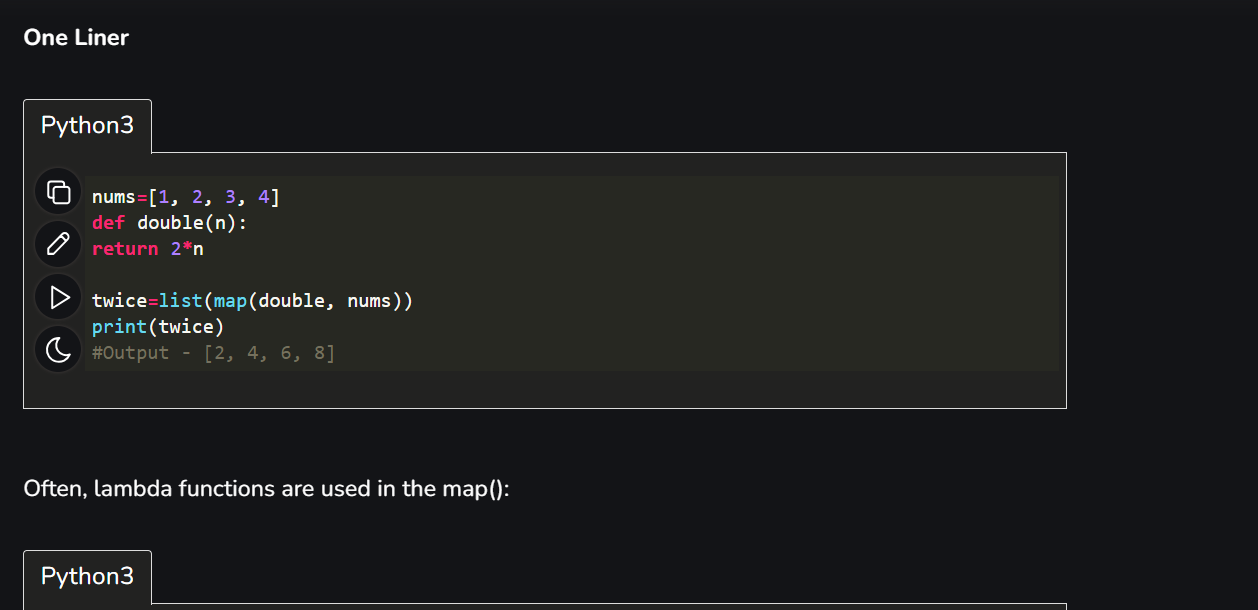 One Liner
Python3
nums=[1, 2, 3, 4]
def double(n):
return 2*n
twice=list(map(double, nums))
print(twice)
#Output - [2, 4, 6, 8]
Often, lambda functions are used in the map():
Python3